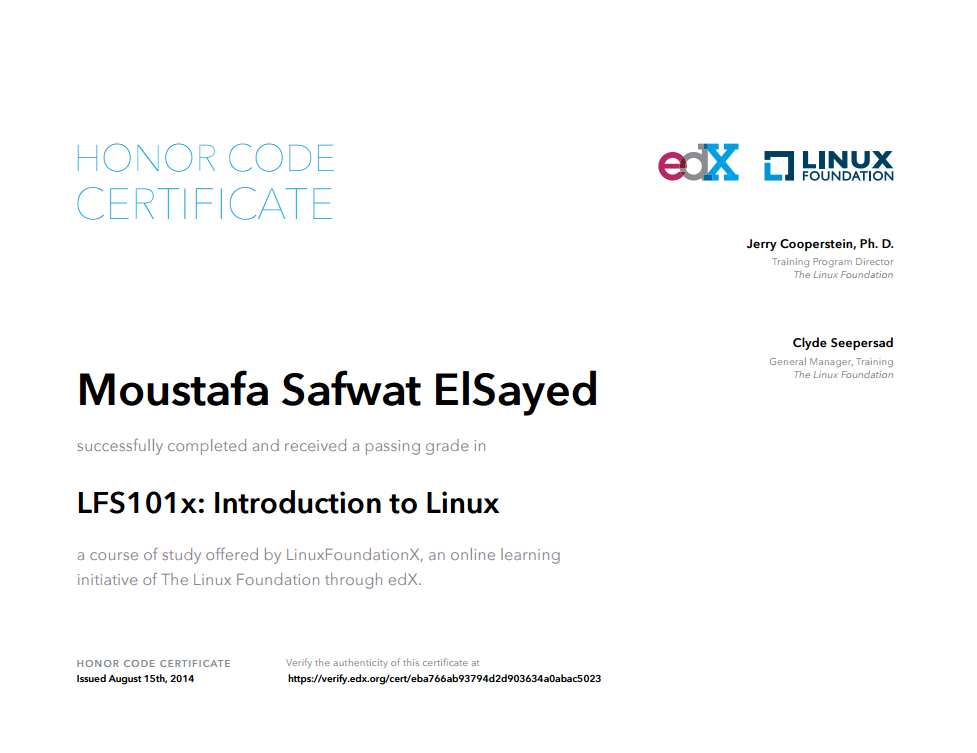 HONOR CODE
CERTIFICATE
edX
LINUX
FOUNDATION
Jerry Cooperstein, Ph. D.
Training Program Director
The Linux Foundation
Clyde Seepersad
General Manager, Training
The Linux Foundation
Moustafa Safwat ElSayed
successfully completed and received a passing grade in
LFS101x: Introduction to Linux
a course of study offered by LinuxFoundationX, an online learning
initiative of The Linux Foundation through edX.
HONOR CODE CERTIFICATE
Issued August 15th, 2014
Verify the authenticity of this certificate at
https://verify.edx.org/cert/eba766ab93794d2d903634a0abac5023